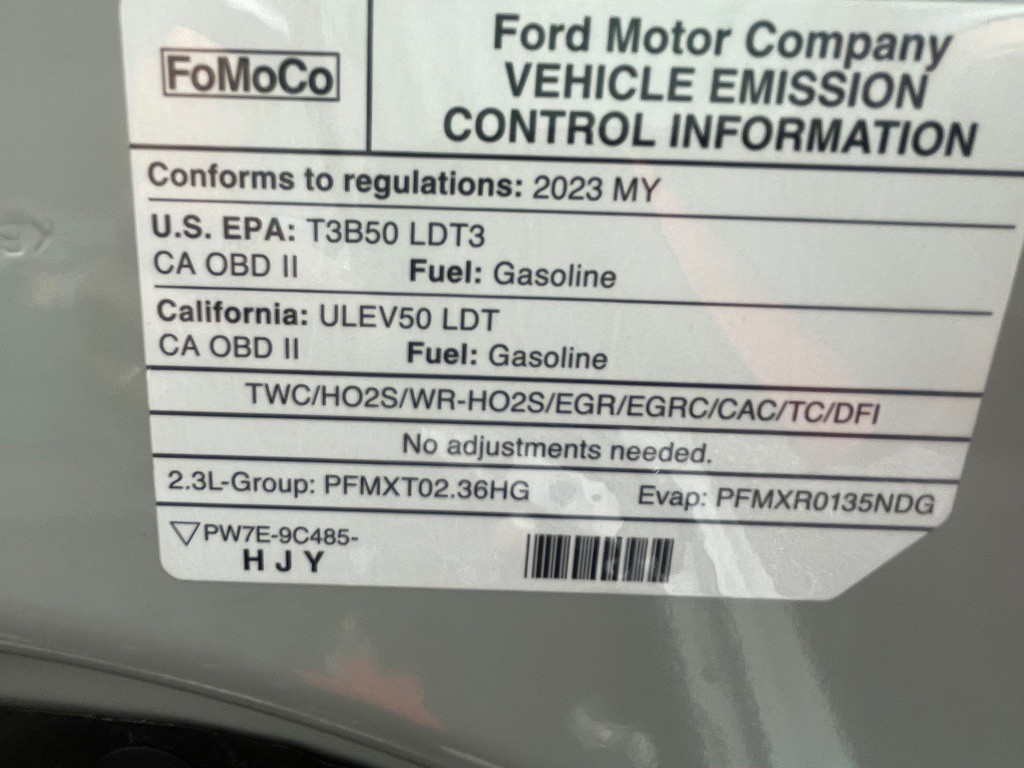 FoMoCo
Ford Motor Company
VEHICLE EMISSION
CONTROL INFORMATION
Conforms to regulations: 2023 MY
U.S. EPA: T3B50 LDT3
CA OBD II Fuel: Gasoline
California: ULEV50 LDT
CA OBD II Fuel: Gasoline
TWC/HO2S/WR-HO2S/EGR/EGRC/CAC/TC/DFI
No adjustments needed.
2.3L-Group: PFMXT02.36HG Evap: PFMXR0135NDG
▽PW7E-9C485-
H J Y